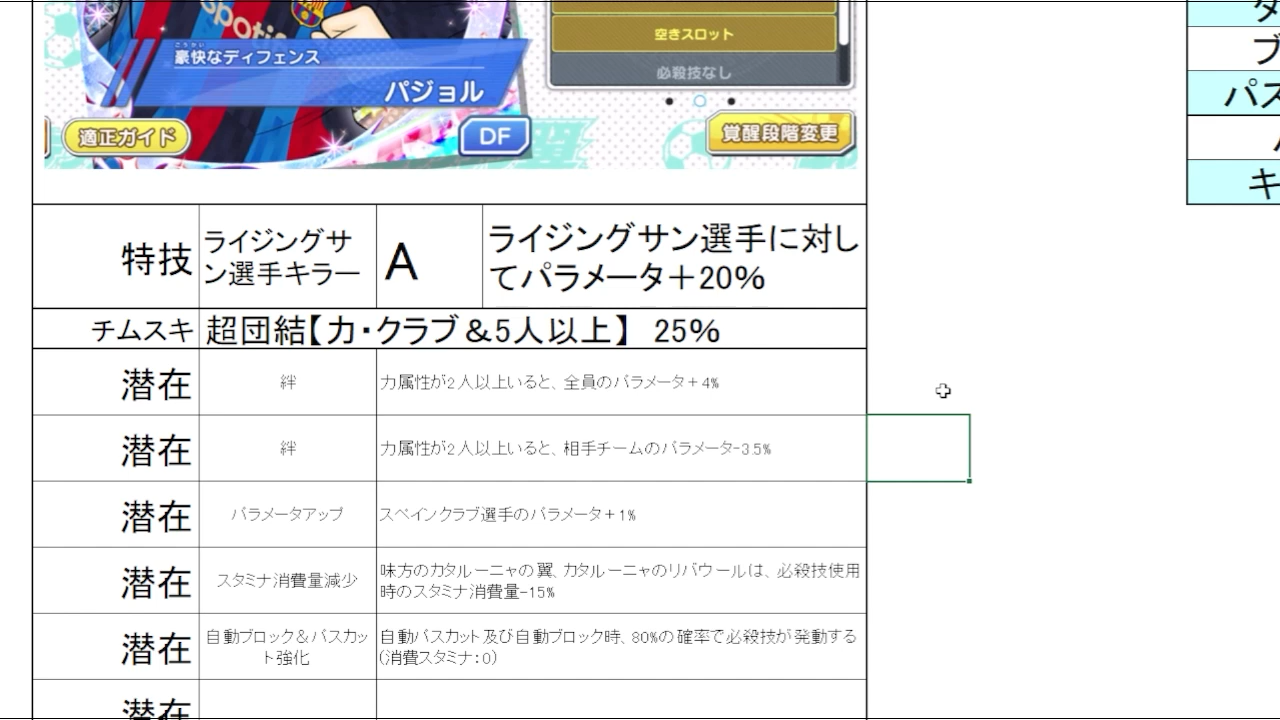 spoti
空きスロット
こうかい
豪快なディフェンス
必殺技なし
パジョル
適正ガイド
DF
覚醒段階変更
ブ
パス
キ
特技
ライジングサ
ン選手キラー
A
ライジングサン選手に対し
てパラメータ＋20%
チムスキ
超団結【力・クラブ＆5人以上】 25%
潜在
絆
力属性が2人以上いると、全員のパラメータ＋4%
潜在
絆
力属性が2人以上いると、相手チームのパラメータ-3.5%
潜在
パラメータアップ
スペインクラブ選手のパラメータ＋1%
潜在
スタミナ消費量減少
味方のカタルーニャの翼、カタルーニャのリバウールは、必殺技使用
時のスタミナ消費量-15%
潜在
自動ブロック＆パスカッ
ト強化
自動パスカット及び自動ブロック時、80%の確率で必殺技が発動する
(消費スタミナ：0)
潜在